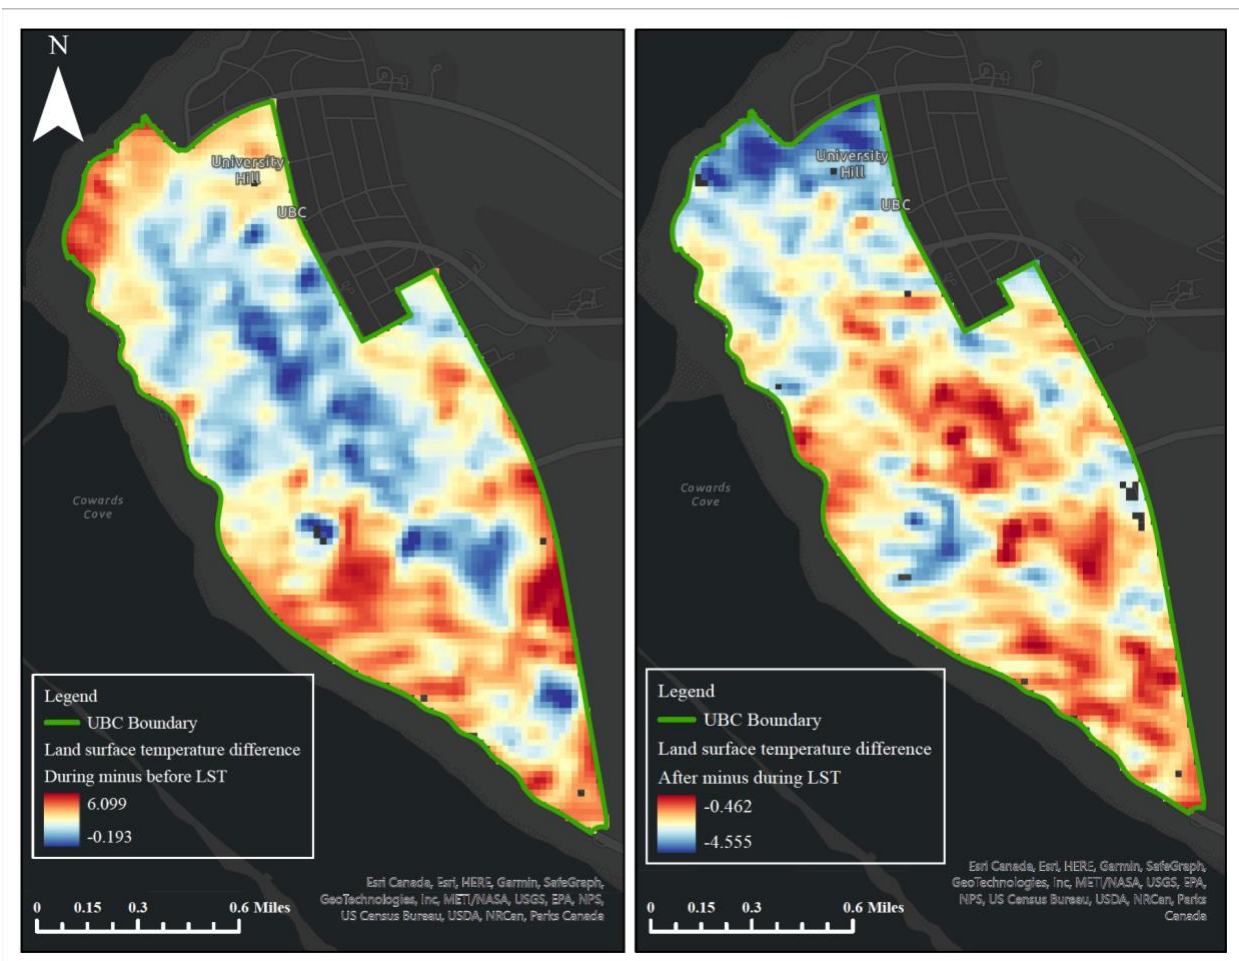 N
University
Hill
UBC
Cowards
Cove
Legend
UBC Boundary
Land surface temperature difference
During minus before LST
6.099
-0.193
Esri Canada, Esri, HERE, Garmin, SafeGraph,
GeoTechnologies, Inc, METI/NASA, USGS, EPA, NPS,
US Census Bureau, USDA, NRCan, Parks Canada
0 0.15 0.3 0.6 Miles
University
Hill
UBC
Cowards
Cove
Legend
UBC Boundary
Land surface temperature difference
After minus during LST
-0.462
-4.555
Esri Canada, Esri, HERE, Garmin, SafeGraph,
GeoTechnologies, Inc, METI/NASA, USGS, EPA,
NPS, US Census Bureau, USDA, NRCan, Parks
Canada
0 0.15 0.3 0.6 Miles